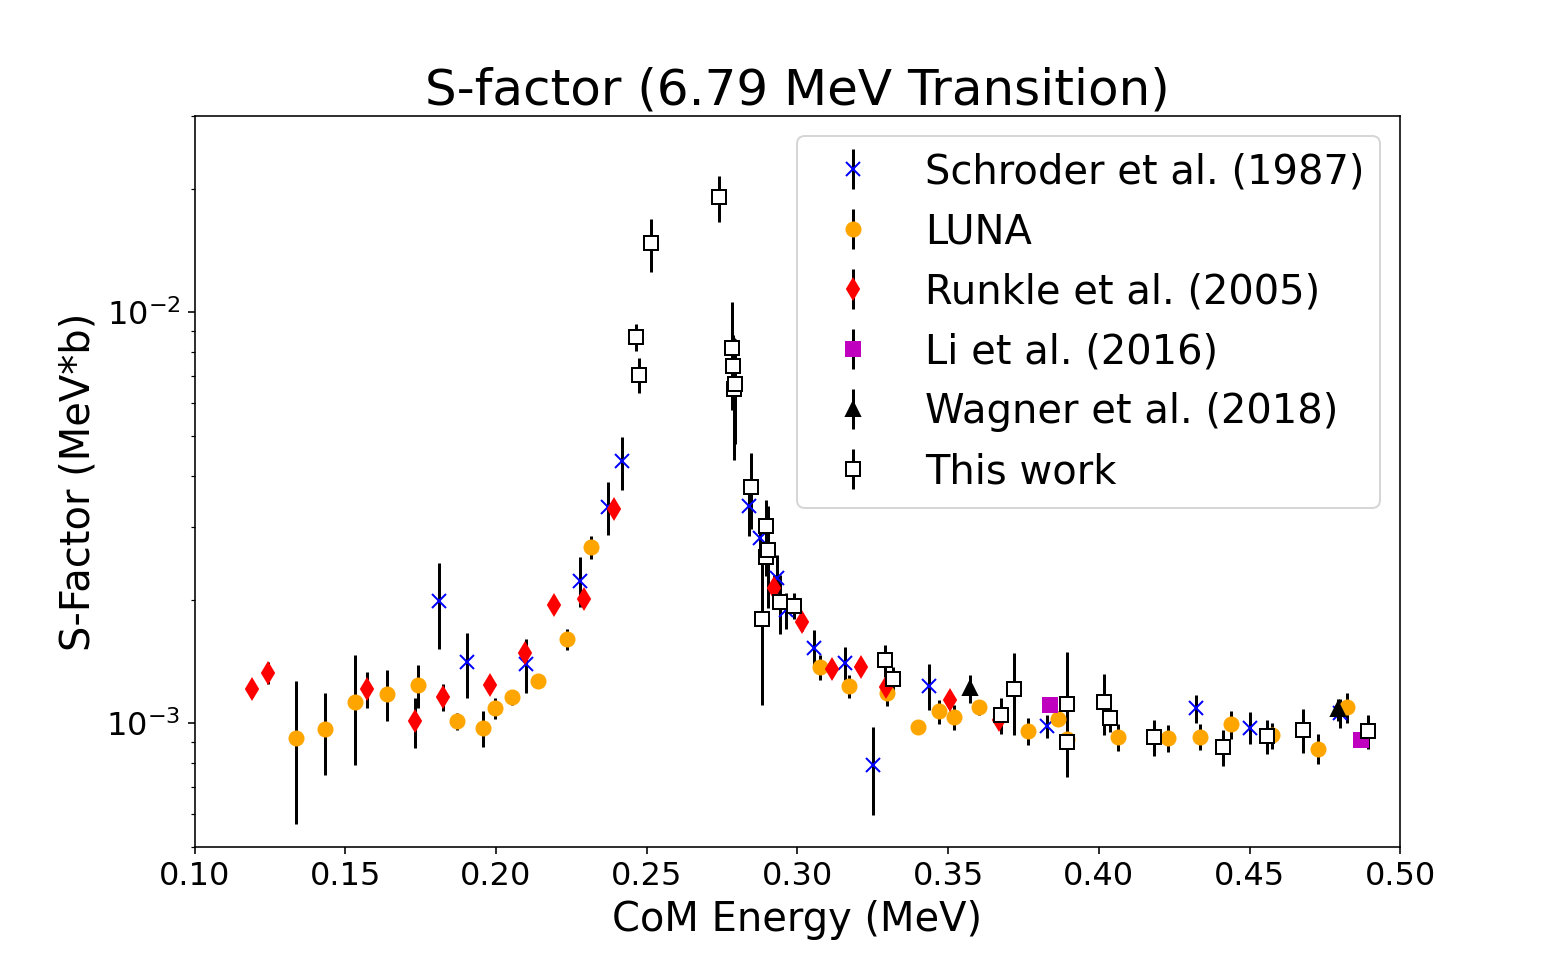 S-factor (6.79 MeV Transition)
Schroder et al. (1987)
LUNA
Runkle et al. (2005)
Li et al. (2016)
Wagner et al. (2018)
This work
S-Factor (MeV*b)
10⁻²
10⁻³
0.10 0.15 0.20 0.25 0.30 0.35 0.40 0.45 0.50
CoM Energy (MeV)